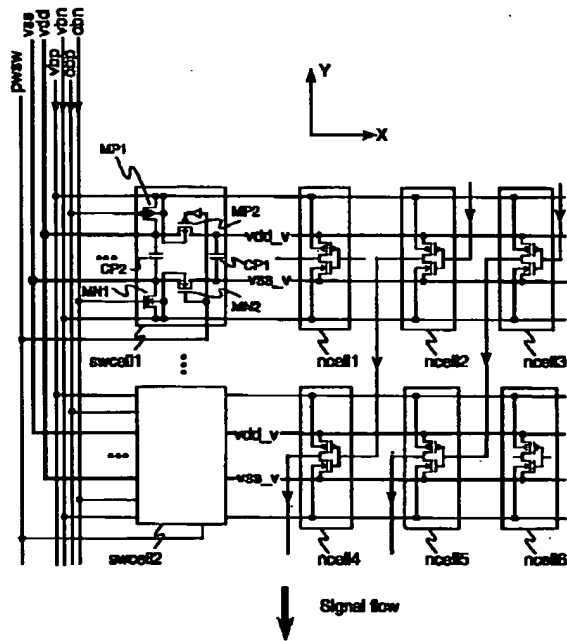 pwsw
vss
vdd
vbp
vbn
cbp
cbn
Y
X
MP1
MP2
vdd_v
CP2
CP1
vss_v
MN1
MN2
swcell1
ncell1
ncell2
ncell3
vdd_v
vss_v
swcell2
ncell4
ncell5
ncell6
Signal flow